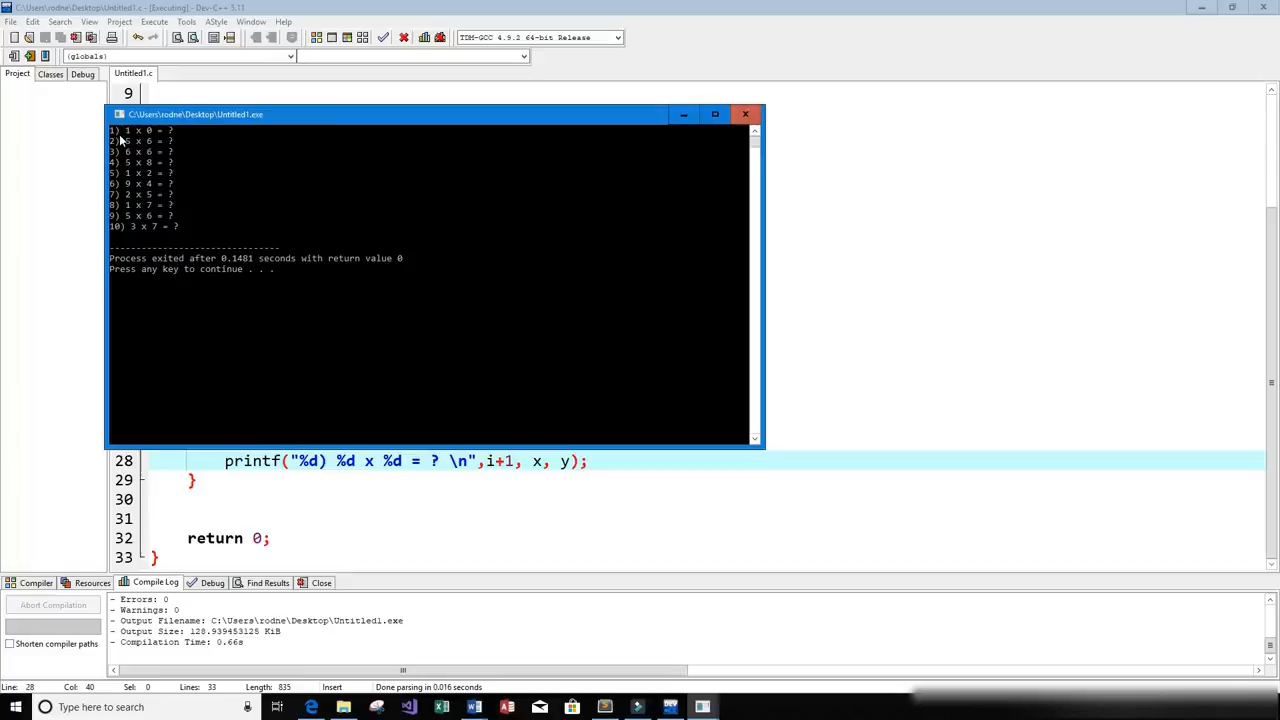 C:\Users\rodne\Desktop\Untitled1.c - [Executing] - Dev-C++ 5.11
File Edit Search View Project Execute Tools AStyle Window Help
TDM-GCC 4.9.2 64-bit Release
(globals)
Project Classes Debug Untitled1.c
9
C:\Users\rodne\Desktop\Untitled1.exe
1) 1 x 0 = ?
2) 5 x 6 = ?
3) 6 x 6 = ?
4) 5 x 8 = ?
5) 1 x 2 = ?
6) 9 x 4 = ?
7) 2 x 5 = ?
8) 1 x 7 = ?
9) 5 x 6 = ?
10) 3 x 7 = ?
--------------------------------
Process exited after 0.1481 seconds with return value 0
Press any key to continue . . .
28 printf("%d) %d x %d = ? \n",i+1, x, y);
29 }
30
31
32 return 0;
33 }
Compiler Resources Compile Log Debug Find Results Close
Abort Compilation
Shorten compiler paths
- Errors: 0
- Warnings: 0
- Output Filename: C:\Users\rodne\Desktop\Untitled1.exe
- Output Size: 128.939453125 KiB
- Compilation Time: 0.66s
Line: 28 Col: 40 Sel: 0 Lines: 33 Length: 835 Insert Done parsing in 0.016 seconds
Type here to search